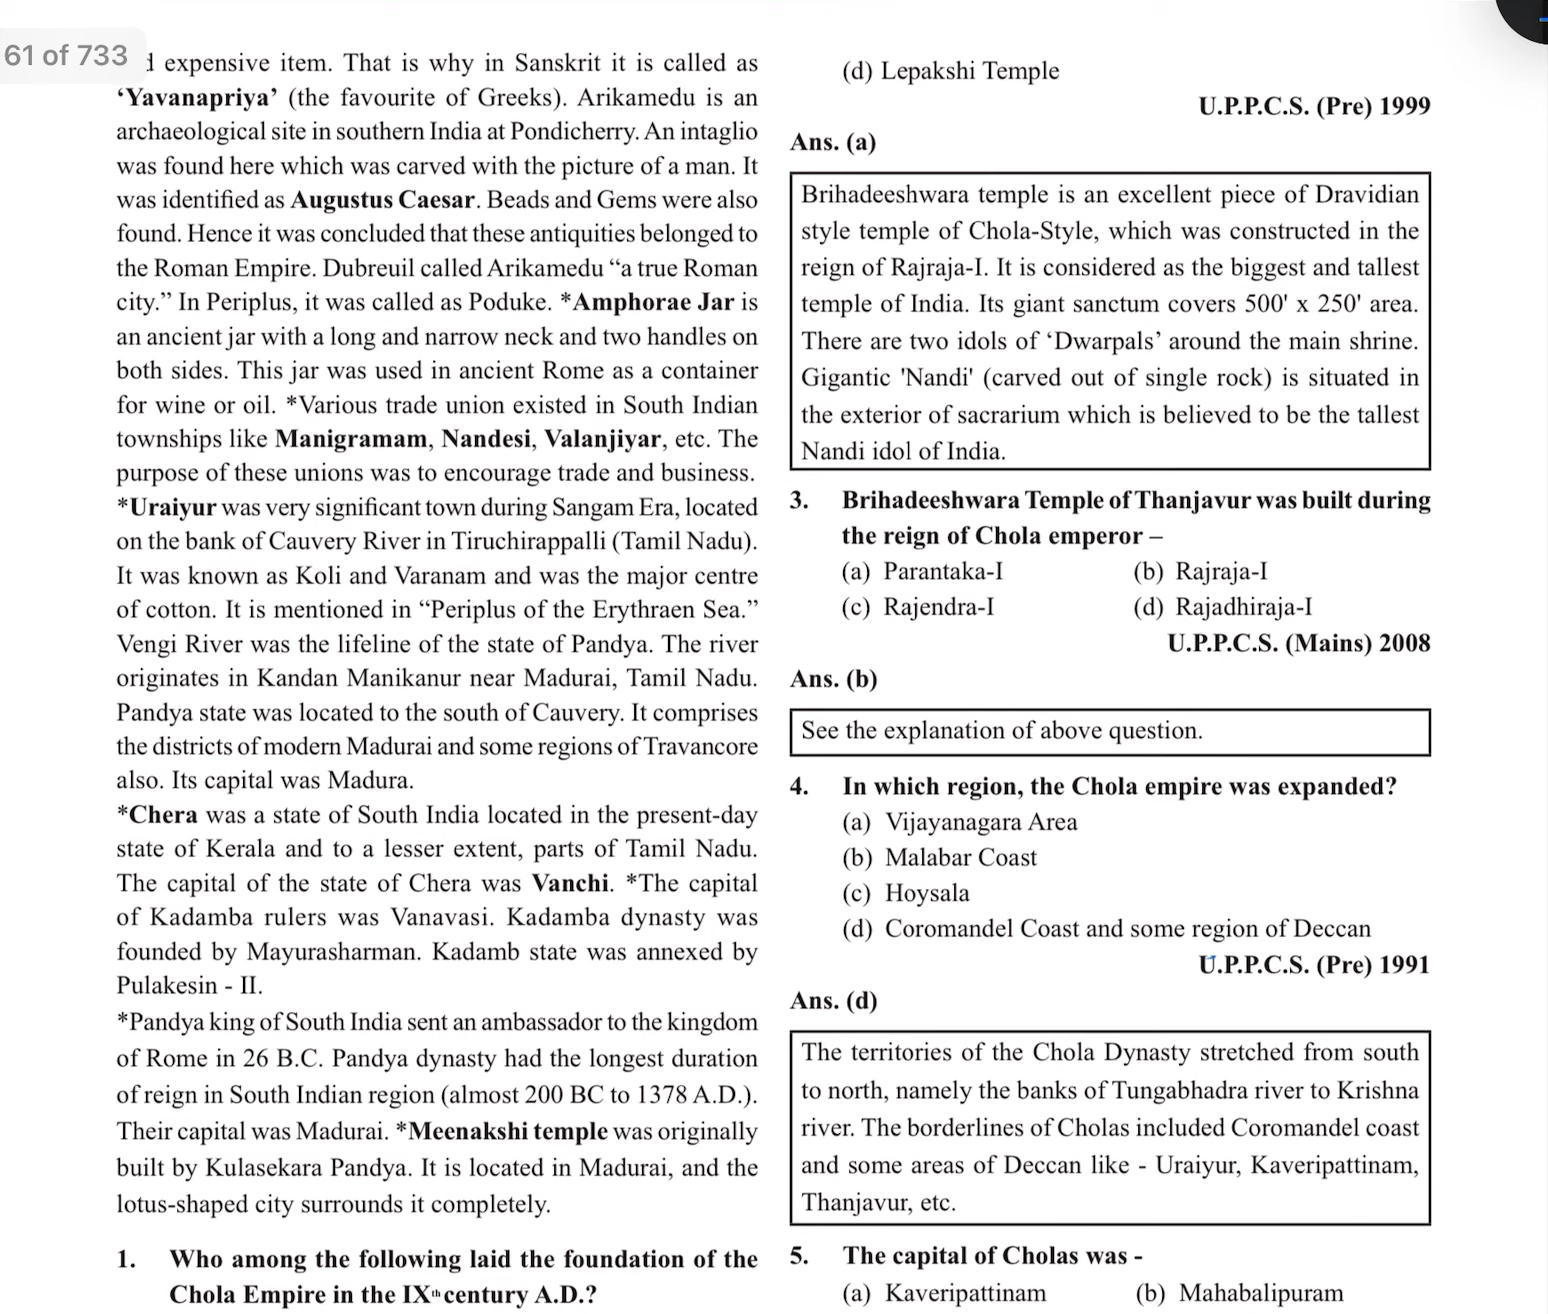 61 of 733
expensive item. That is why in Sanskrit it is called as
‘Yavanapriya’ (the favourite of Greeks). Arikamedu is an
archaeological site in southern India at Pondicherry. An intaglio
was found here which was carved with the picture of a man. It
was identified as Augustus Caesar. Beads and Gems were also
found. Hence it was concluded that these antiquities belonged to
the Roman Empire. Dubreuil called Arikamedu “a true Roman
city.” In Periplus, it was called as Poduke. *Amphorae Jar is
an ancient jar with a long and narrow neck and two handles on
both sides. This jar was used in ancient Rome as a container
for wine or oil. *Various trade union existed in South Indian
townships like Manigramam, Nandesi, Valanjiyar, etc. The
purpose of these unions was to encourage trade and business.
*Uraiyur was very significant town during Sangam Era, located
on the bank of Cauvery River in Tiruchirappalli (Tamil Nadu).
It was known as Koli and Varanam and was the major centre
of cotton. It is mentioned in “Periplus of the Erythraen Sea.”
Vengi River was the lifeline of the state of Pandya. The river
originates in Kandan Manikanur near Madurai, Tamil Nadu.
Pandya state was located to the south of Cauvery. It comprises
the districts of modern Madurai and some regions of Travancore
also. Its capital was Madura.
*Chera was a state of South India located in the present-day
state of Kerala and to a lesser extent, parts of Tamil Nadu.
The capital of the state of Chera was Vanchi. *The capital
of Kadamba rulers was Vanavasi. Kadamba dynasty was
founded by Mayurasharman. Kadamb state was annexed by
Pulakesin - II.
*Pandya king of South India sent an ambassador to the kingdom
of Rome in 26 B.C. Pandya dynasty had the longest duration
of reign in South Indian region (almost 200 BC to 1378 A.D.).
Their capital was Madurai. *Meenakshi temple was originally
built by Kulasekara Pandya. It is located in Madurai, and the
lotus-shaped city surrounds it completely.
1. Who among the following laid the foundation of the
Chola Empire in the IXth century A.D.?
(d) Lepakshi Temple
U.P.P.C.S. (Pre) 1999
Ans. (a)
Brihadeeshwara temple is an excellent piece of Dravidian
style temple of Chola-Style, which was constructed in the
reign of Rajraja-I. It is considered as the biggest and tallest
temple of India. Its giant sanctum covers 500' x 250' area.
There are two idols of ‘Dwarpals’ around the main shrine.
Gigantic 'Nandi' (carved out of single rock) is situated in
the exterior of sacrarium which is believed to be the tallest
Nandi idol of India.
3. Brihadeeshwara Temple of Thanjavur was built during
the reign of Chola emperor –
(a) Parantaka-I (b) Rajraja-I
(c) Rajendra-I (d) Rajadhiraja-I
U.P.P.C.S. (Mains) 2008
Ans. (b)
See the explanation of above question.
4. In which region, the Chola empire was expanded?
(a) Vijayanagara Area
(b) Malabar Coast
(c) Hoysala
(d) Coromandel Coast and some region of Deccan
U.P.P.C.S. (Pre) 1991
Ans. (d)
The territories of the Chola Dynasty stretched from south
to north, namely the banks of Tungabhadra river to Krishna
river. The borderlines of Cholas included Coromandel coast
and some areas of Deccan like - Uraiyur, Kaveripattinam,
Thanjavur, etc.
5. The capital of Cholas was -
(a) Kaveripattinam (b) Mahabalipuram